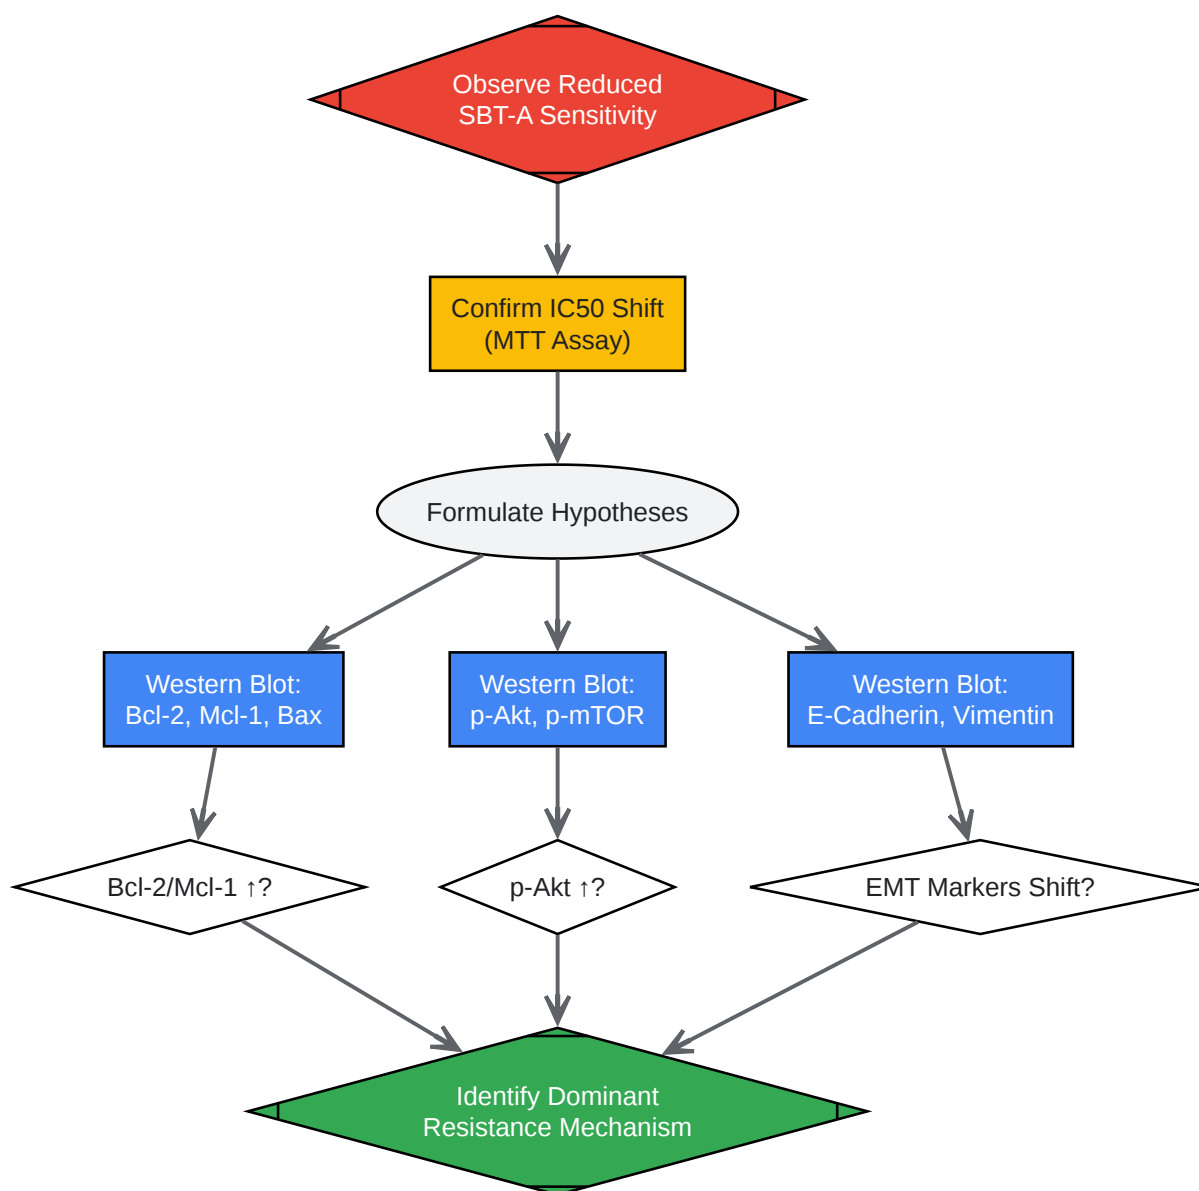 Observe Reduced
SBT-A Sensitivity
Confirm IC50 Shift
(MTT Assay)
Formulate Hypotheses
Western Blot:
Bcl-2, Mcl-1, Bax
Western Blot:
p-Akt, p-mTOR
Western Blot:
E-Cadherin, Vimentin
Bcl-2/Mcl-1 ↑?
p-Akt ↑?
EMT Markers Shift?
Identify Dominant
Resistance Mechanism